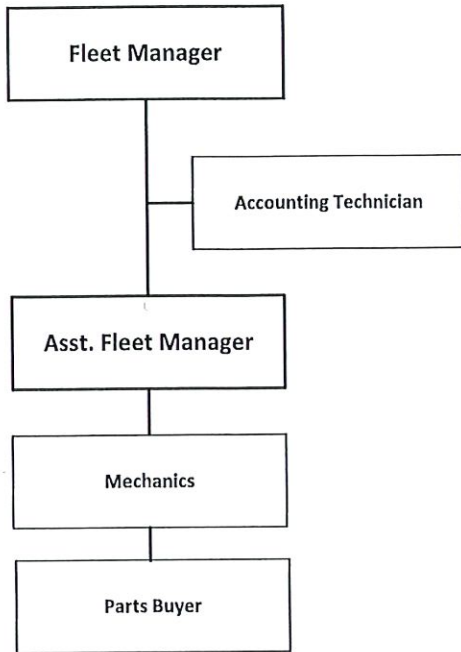 Fleet Manager
Accounting Technician
Asst. Fleet Manager
Mechanics
Parts Buyer